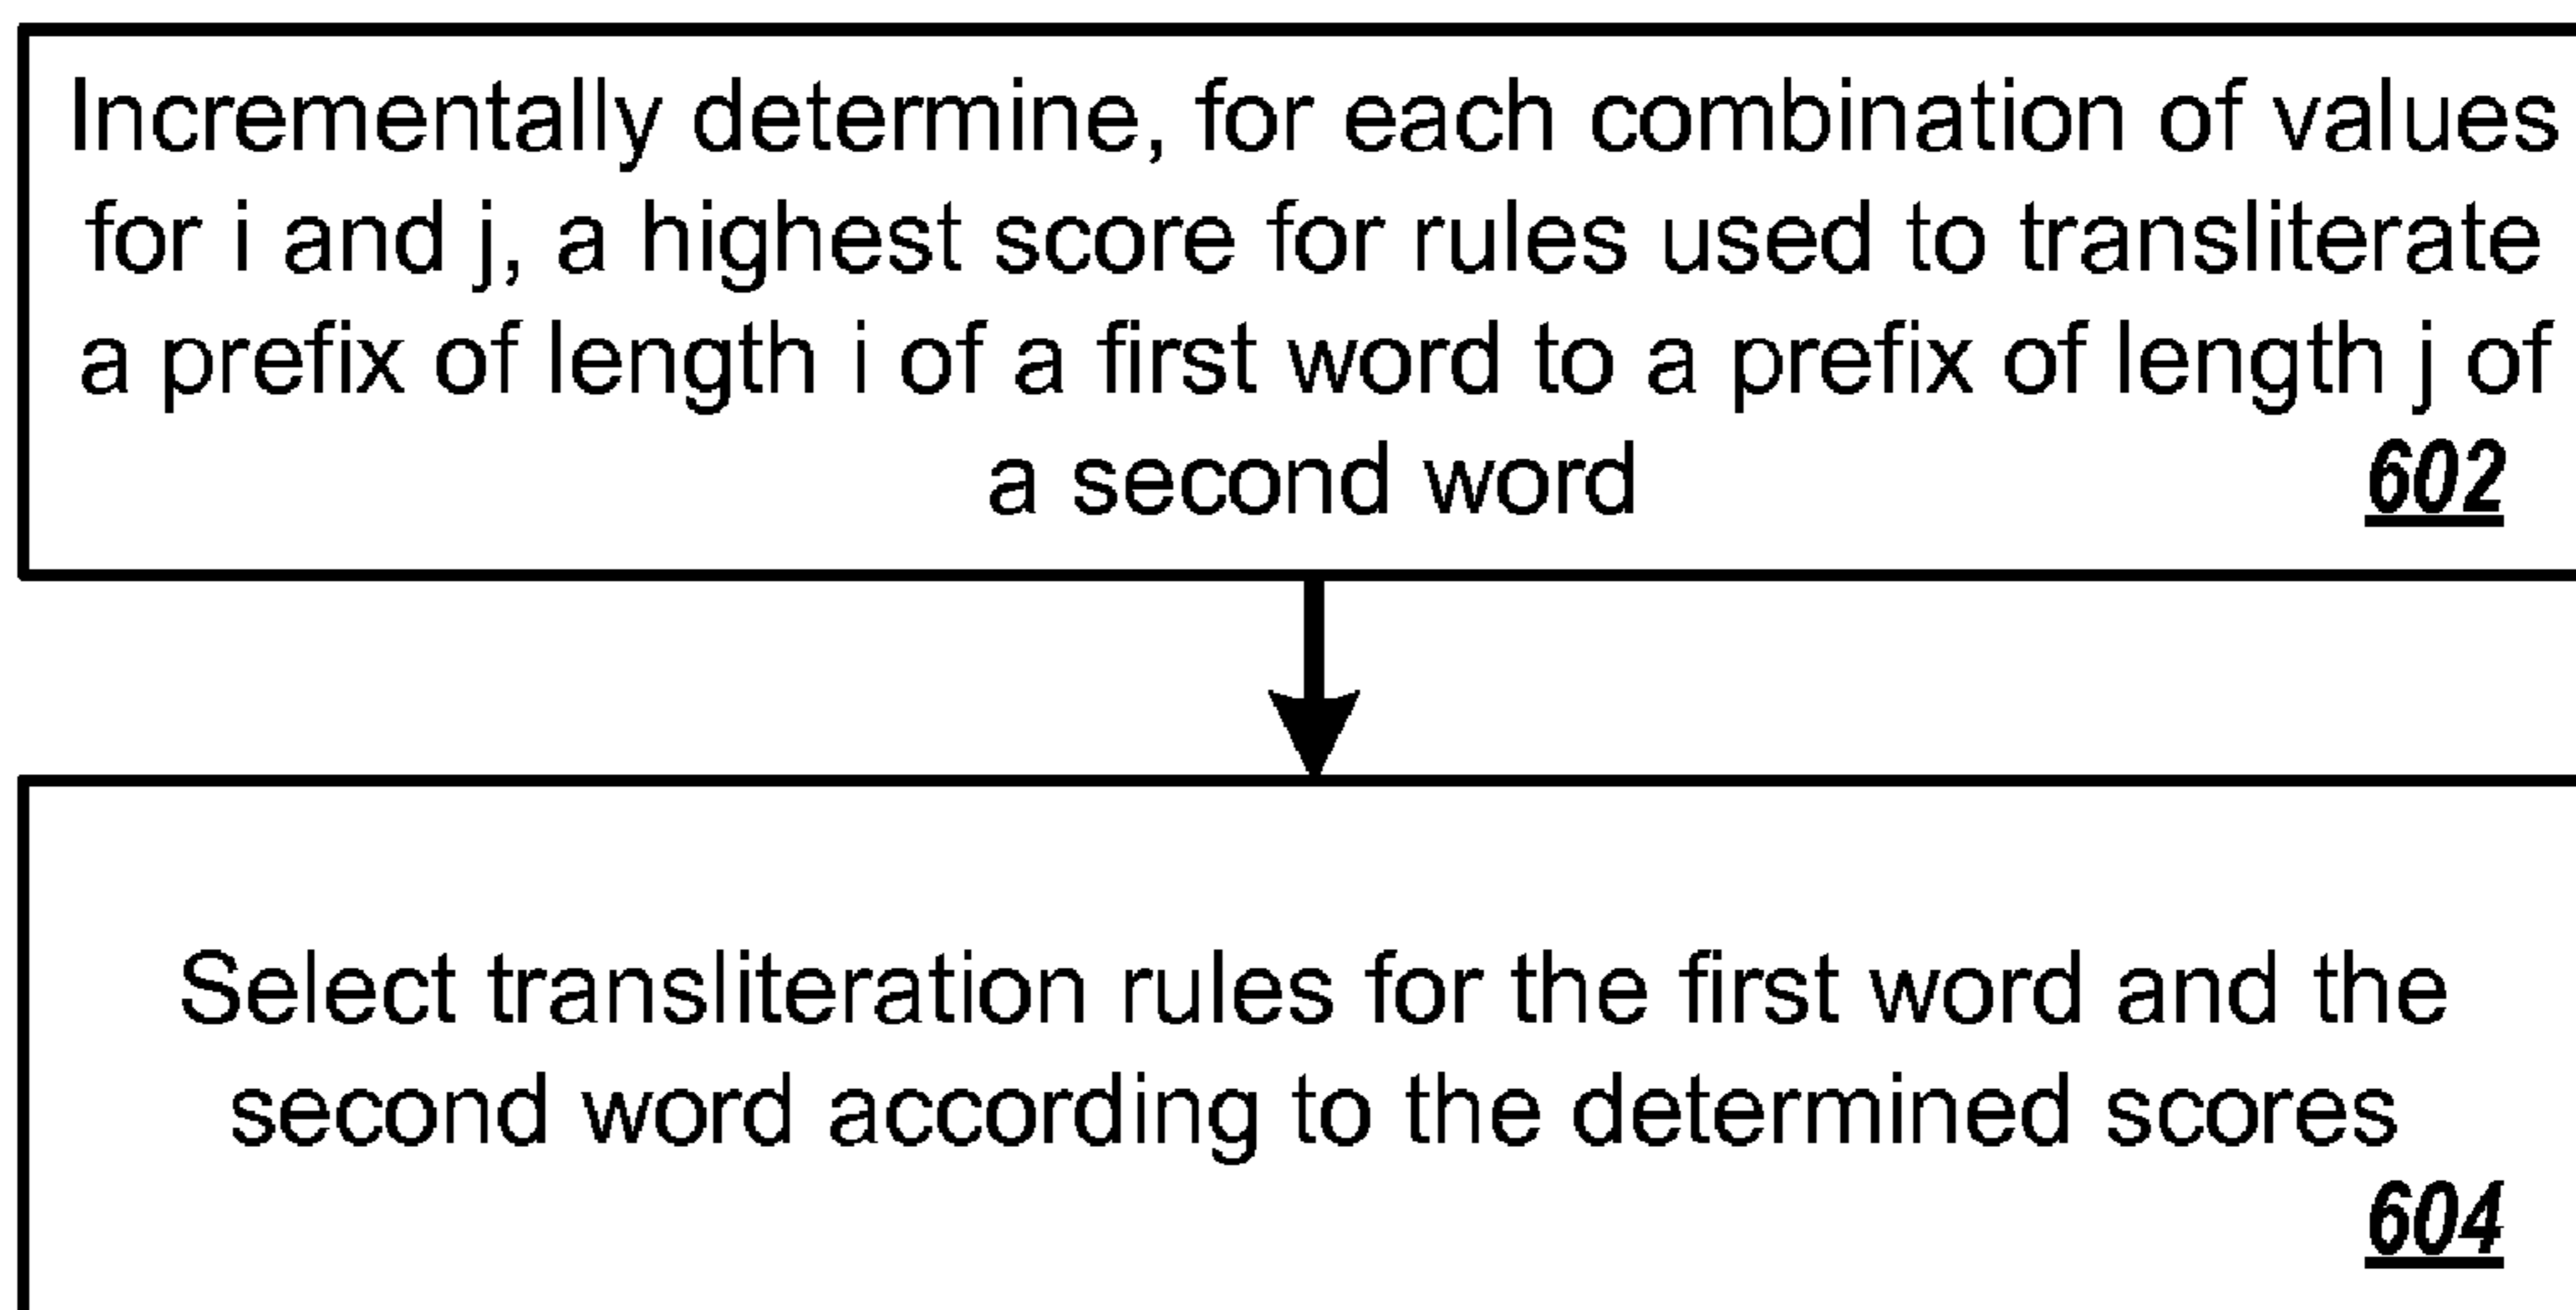 Incrementally determine, for each combination of values
for i and j, a highest score for rules used to transliterate
a prefix of length i of a first word to a prefix of length j of
a second word
602
Select transliteration rules for the first word and the
second word according to the determined scores
604